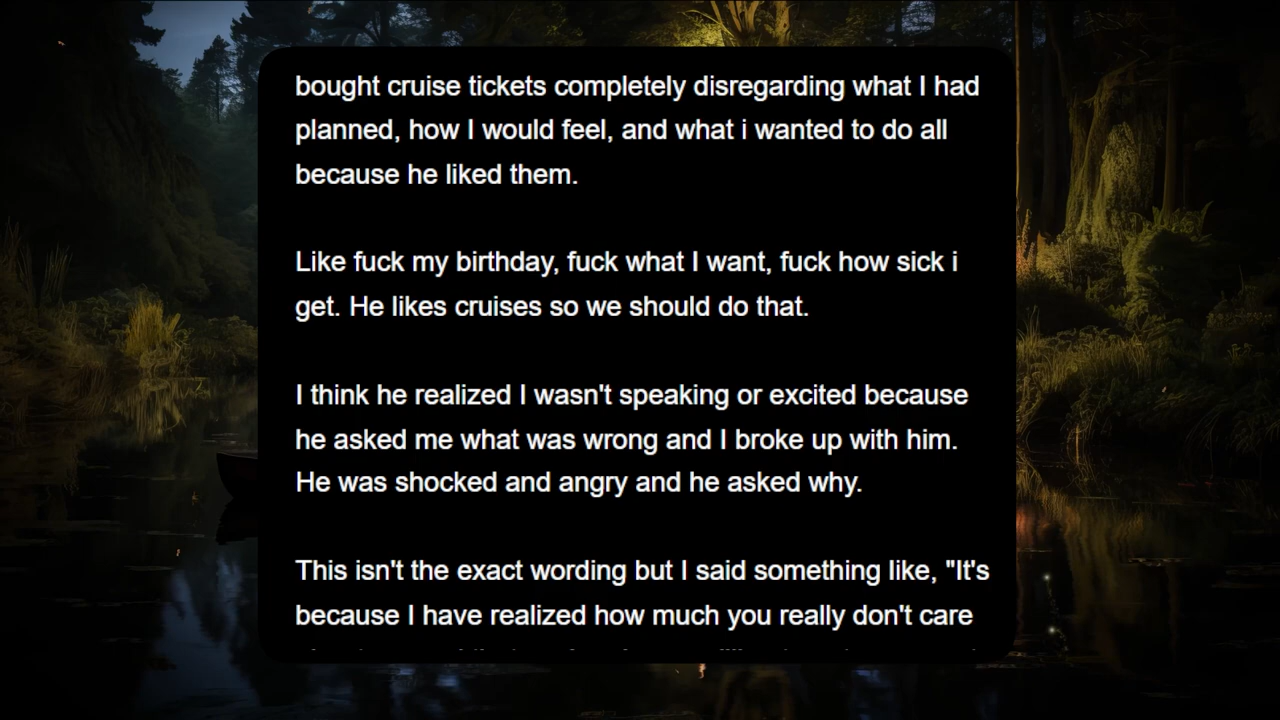 bought cruise tickets completely disregarding what I had
planned, how I would feel, and what i wanted to do all
because he liked them.
Like fuck my birthday, fuck what I want, fuck how sick i
get. He likes cruises so we should do that.
I think he realized I wasn't speaking or excited because
he asked me what was wrong and I broke up with him.
He was shocked and angry and he asked why.
This isn't the exact wording but I said something like, "It's
because I have realized how much you really don't care